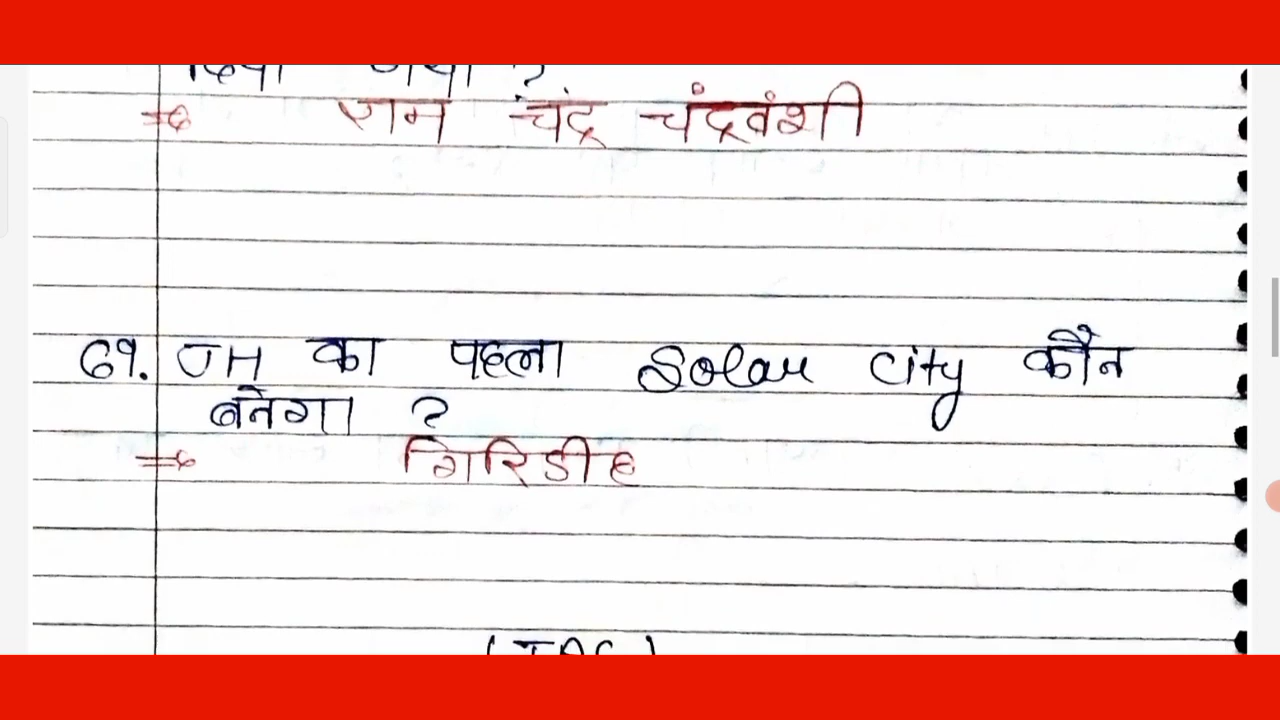 ⇒ राम चंद्र चंद्रवंशी
69. JH का पहला Solar City कौन
बनेगा ?
⇒ गिरिडीह